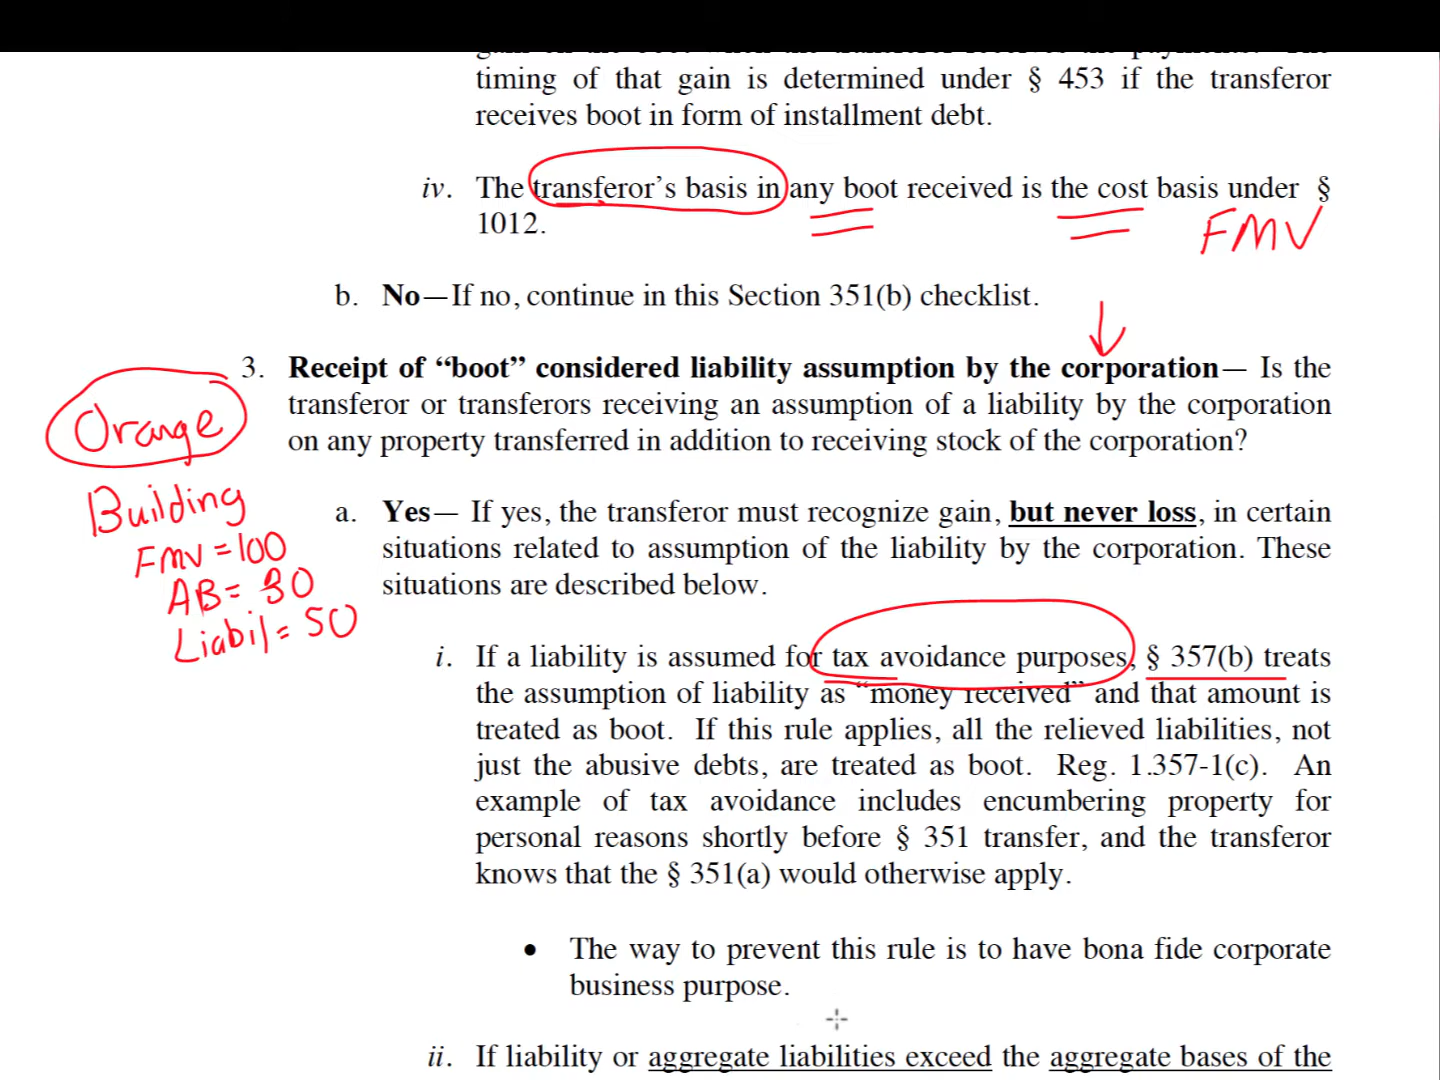 timing of that gain is determined under § 453 if the transferor
receives boot in form of installment debt.
iv. The transferor's basis in any boot received is the cost basis under §
1012.
FMV
b. No—If no, continue in this Section 351(b) checklist.
3. Receipt of “boot” considered liability assumption by the corporation— Is the
transferor or transferors receiving an assumption of a liability by the corporation
on any property transferred in addition to receiving stock of the corporation?
Orange
Building
FMV = 100
AB = 30
Liabil = 50
a. Yes— If yes, the transferor must recognize gain, but never loss, in certain
situations related to assumption of the liability by the corporation. These
situations are described below.
i. If a liability is assumed for tax avoidance purposes, § 357(b) treats
the assumption of liability as “money received” and that amount is
treated as boot. If this rule applies, all the relieved liabilities, not
just the abusive debts, are treated as boot. Reg. 1.357-1(c). An
example of tax avoidance includes encumbering property for
personal reasons shortly before § 351 transfer, and the transferor
knows that the § 351(a) would otherwise apply.
• The way to prevent this rule is to have bona fide corporate
business purpose.
ii. If liability or aggregate liabilities exceed the aggregate bases of the